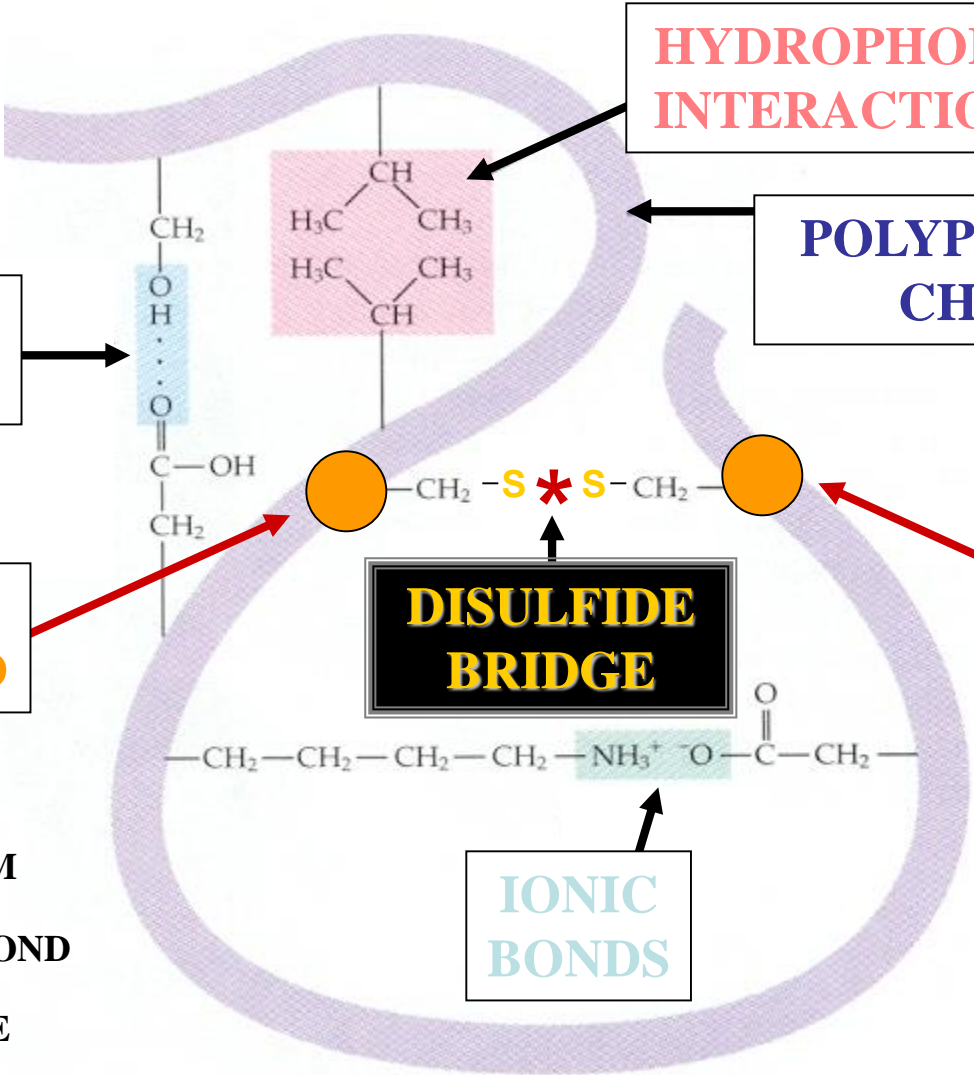 HYDROPHO
INTERACTIO
POLYP
CH
CH₂
O
H
O
C—OH
CH₂
CH
H₃C CH₃
H₃C CH₃
CH
—CH₂ –S * S–CH₂—
DISULFIDE
BRIDGE
O
—CH₂—CH₂—CH₂—CH₂—NH₃⁺ ⁻O—C—CH₂—
IONIC
BONDS
M
OND
E